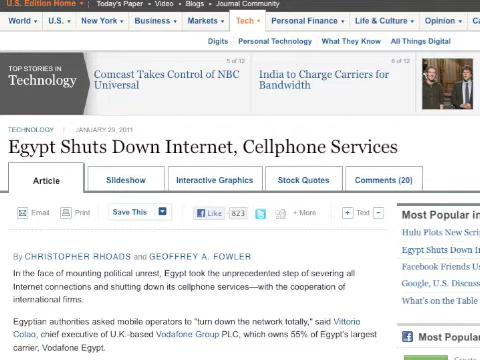 U.S. Edition Home Today's Paper • Video • Blogs • Journal Community
World U.S. New York Business Markets Tech Personal Finance Life & Culture Opinion
Digits Personal Technology What They Know All Things Digital
TOP STORIES IN
Technology
5 of 12
Comcast Takes Control of NBC
Universal
6 of 12
India to Charge Carriers for
Bandwidth
TECHNOLOGY JANUARY 29, 2011
Egypt Shuts Down Internet, Cellphone Services
Article Slideshow Interactive Graphics Stock Quotes Comments (20)
Email Print Save This Like 823 + More + Text -
By CHRISTOPHER RHOADS and GEOFFREY A. FOWLER
In the face of mounting political unrest, Egypt took the unprecedented step of severing all
Internet connections and shutting down its cellphone services—with the cooperation of
international firms.
Egyptian authorities asked mobile operators to "turn down the network totally," said Vittorio
Colao, chief executive of U.K.-based Vodafone Group PLC, which owns 55% of Egypt's largest
carrier, Vodafone Egypt.
Most Popular in
Hulu Plots New Scri
Egypt Shuts Down I
Facebook Friends U
Google, U.S. Discuss
What's on the Table
Most Popular